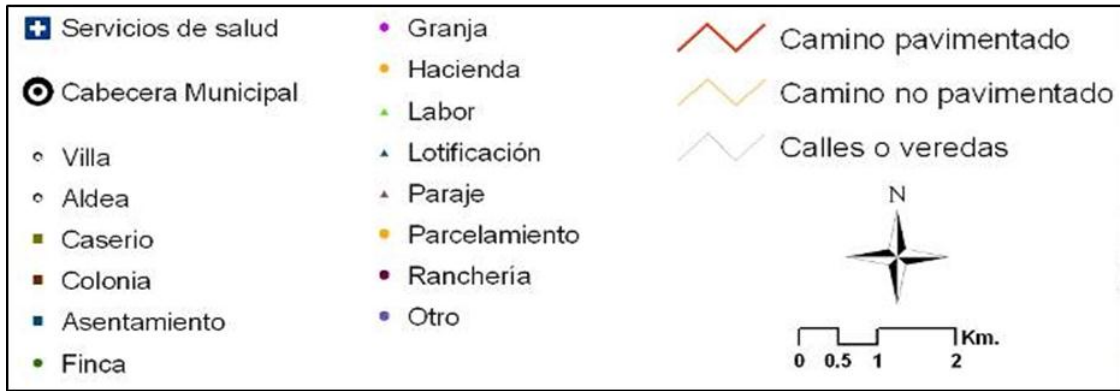 Servicios de salud
Cabecera Municipal
Villa
Aldea
Caserio
Colonia
Asentamiento
Finca
Granja
Hacienda
Labor
Lotificación
Paraje
Parcelamiento
Ranchería
Otro
Camino pavimentado
Camino no pavimentado
Calles o veredas
N
Km.
0 0.5 1 2